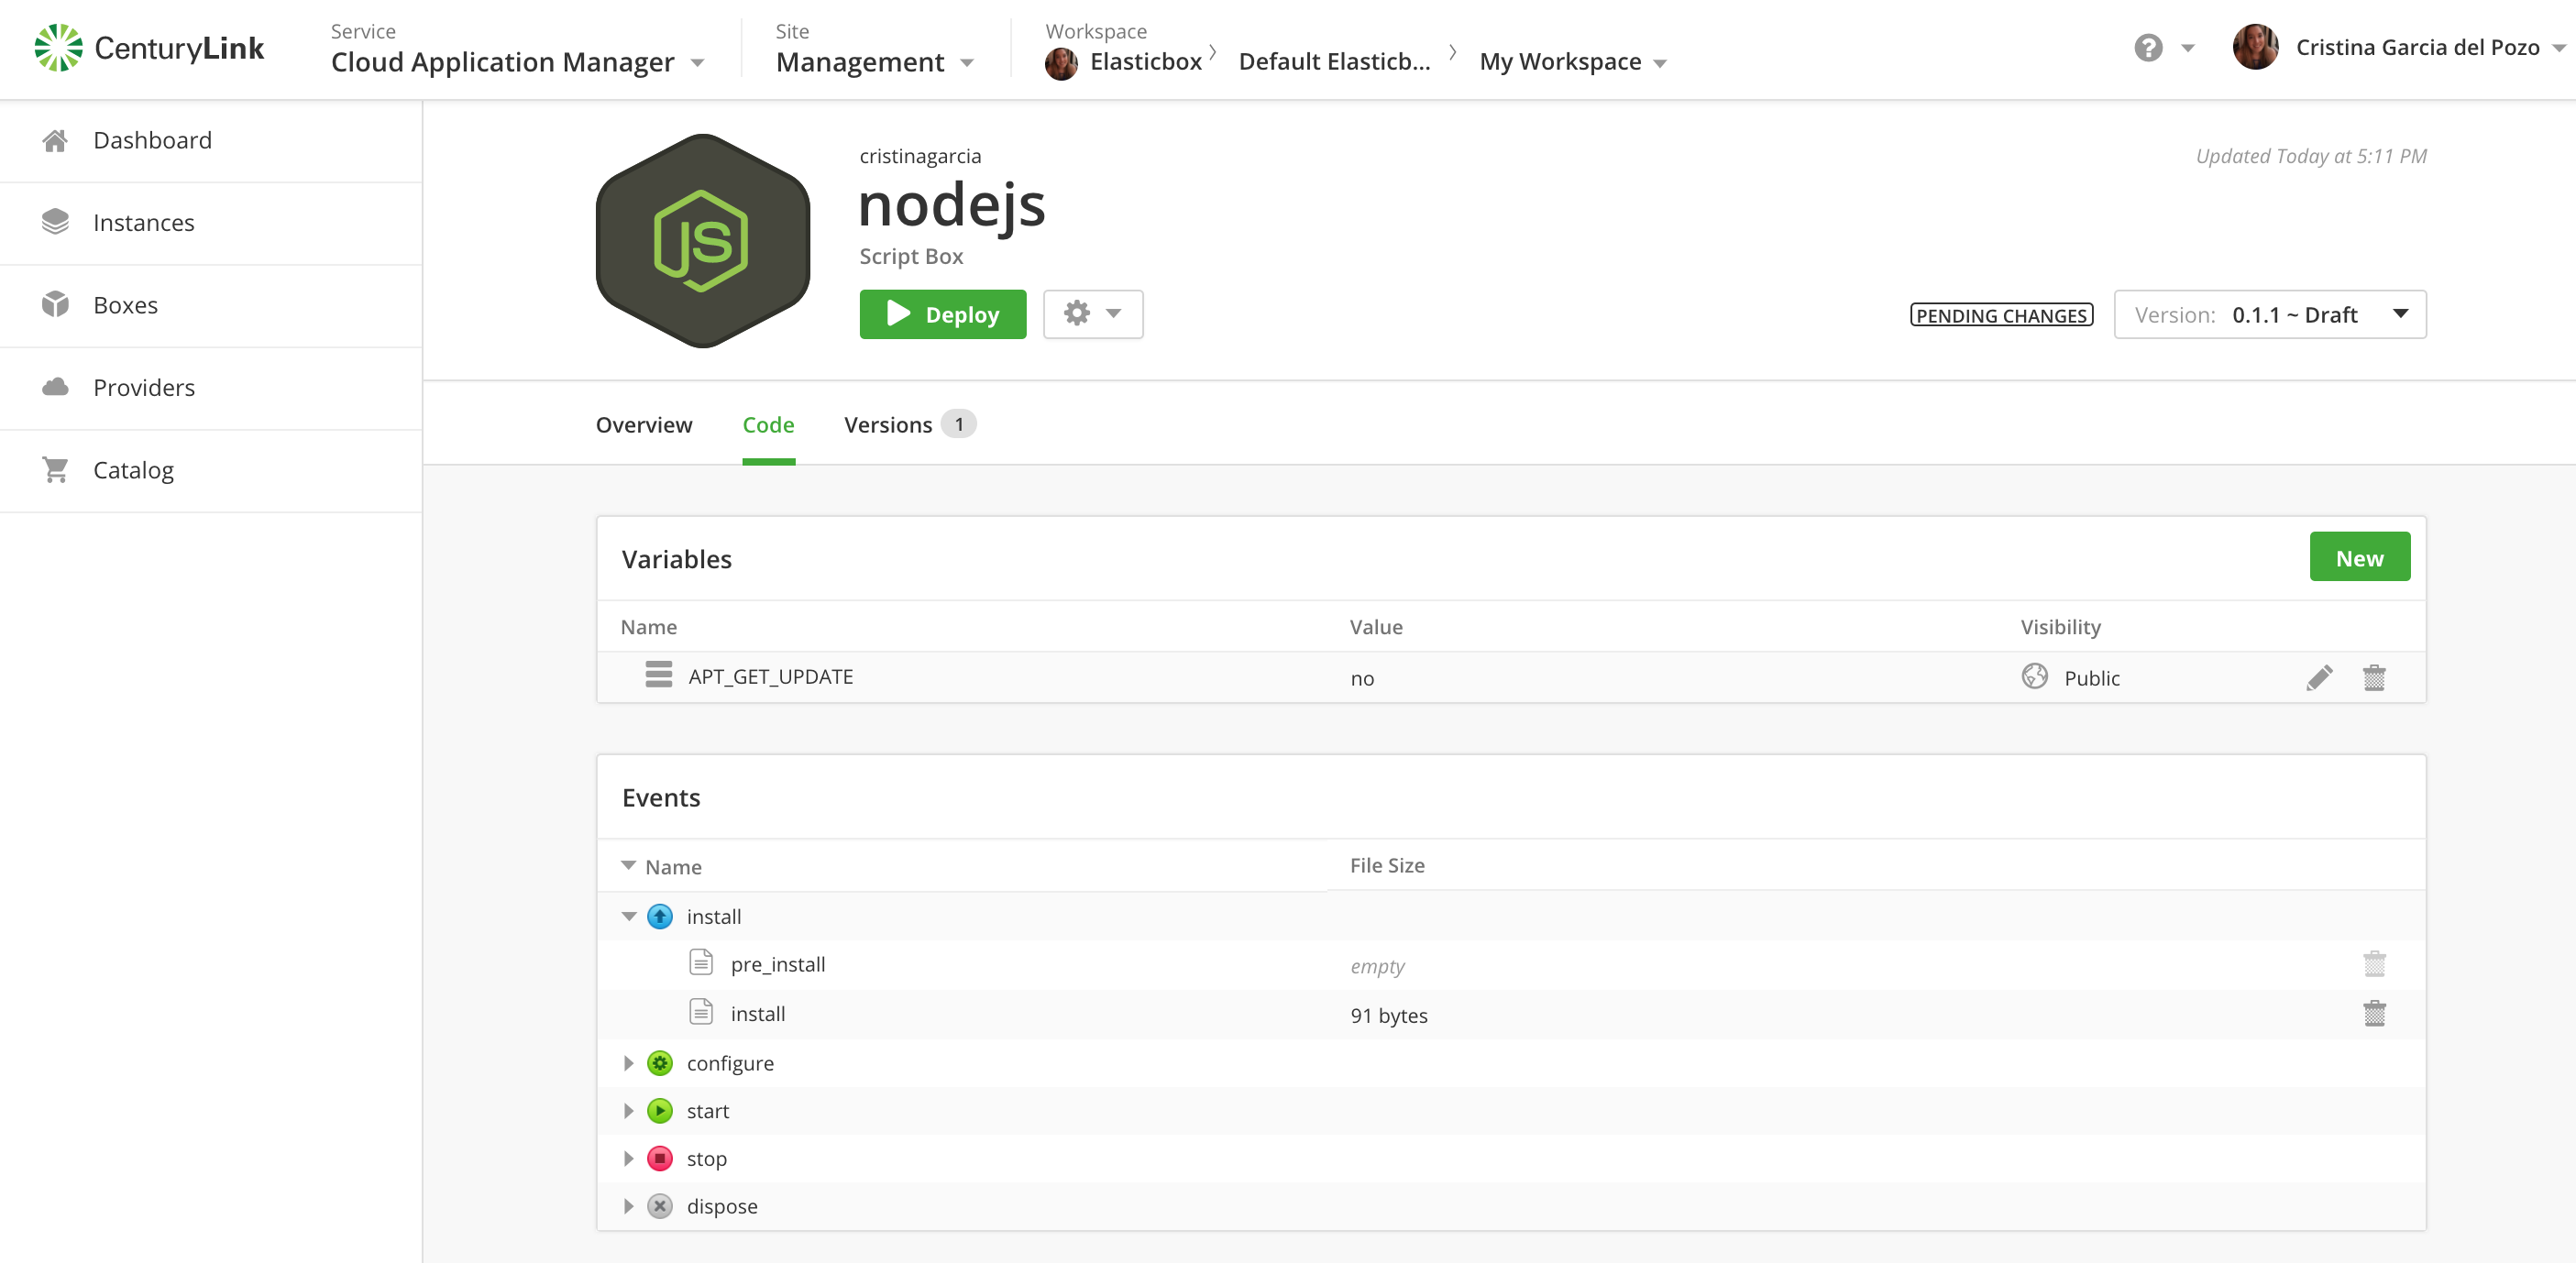 CenturyLink
Service
Cloud Application Manager
Site
Management
Workspace
Elasticbox
Default Elasticb...
My Workspace
?
Cristina Garcia del Pozo
Dashboard
Instances
Boxes
Providers
Catalog
JS
cristinagarcia
nodejs
Script Box
Deploy
Updated Today at 5:11 PM
PENDING CHANGES
Version: 0.1.1 ~ Draft
Overview
Code
Versions 1
Variables
New
Name Value Visibility
APT_GET_UPDATE no Public
Events
Name File Size
install
pre_install empty
install 91 bytes
configure
start
stop
dispose